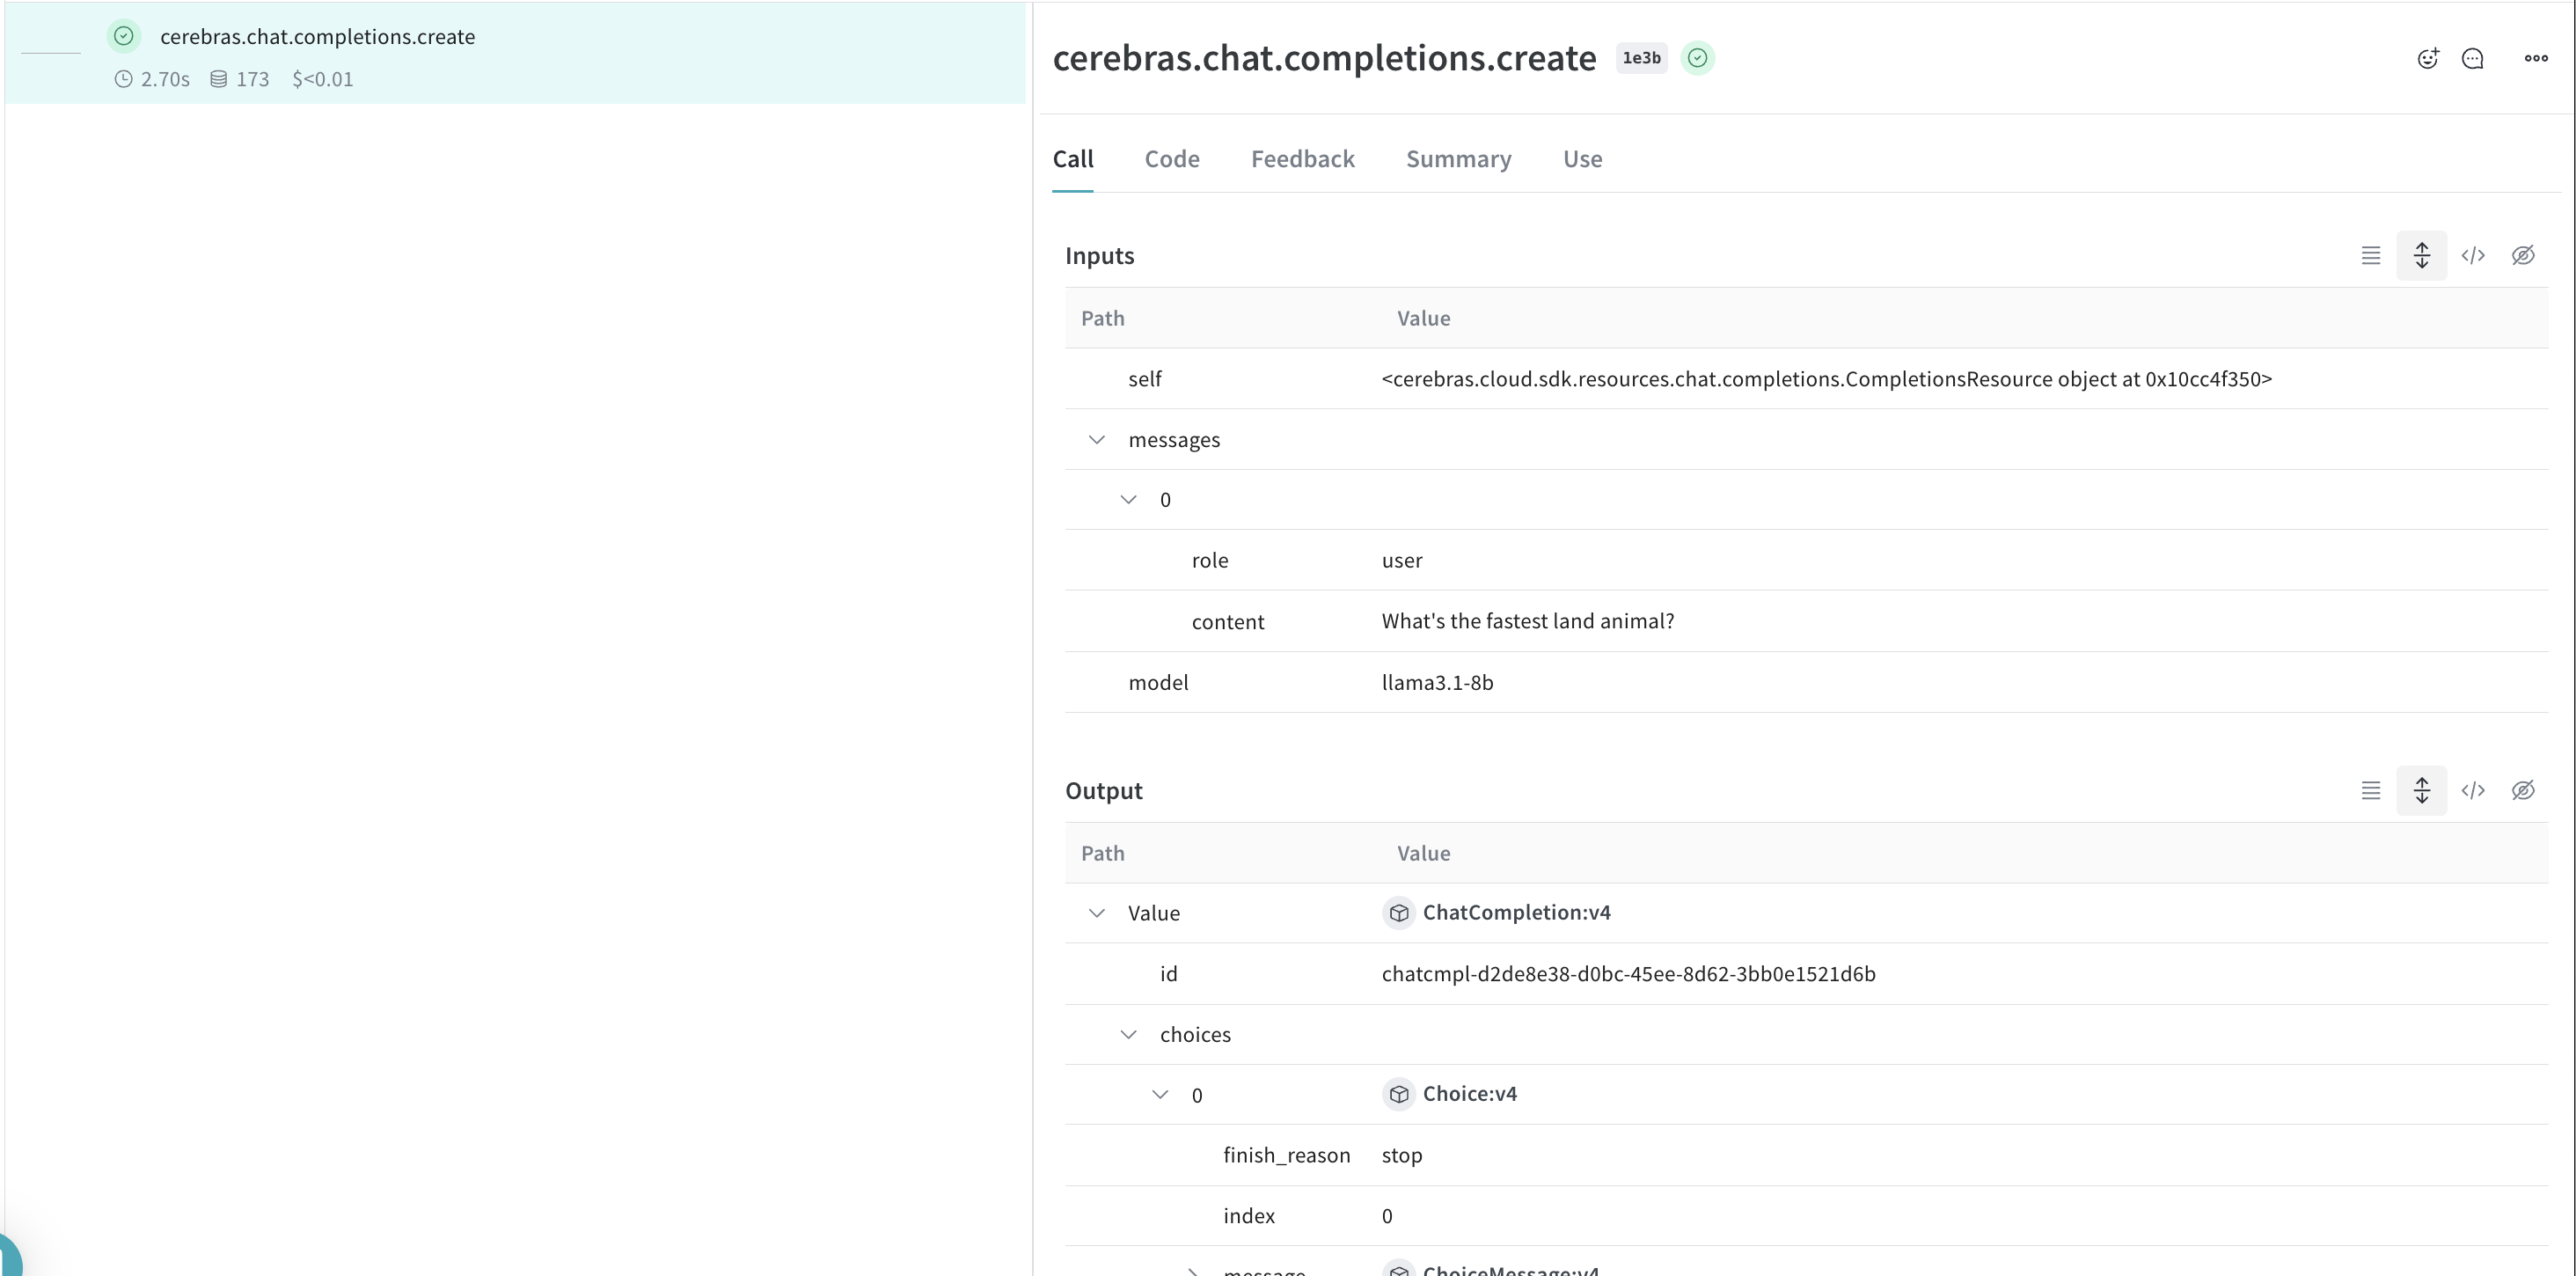 cerebras.chat.completions.create
2.70s 173 $<0.01
cerebras.chat.completions.create 1e3b
Call Code Feedback Summary Use
Inputs
Path Value
self <cerebras.cloud.sdk.resources.chat.completions.CompletionsResource object at 0x10cc4f350>
messages
0
role user
content What's the fastest land animal?
model llama3.1-8b
Output
Path Value
Value ChatCompletion:v4
id chatcmpl-d2de8e38-d0bc-45ee-8d62-3bb0e1521d6b
choices
0 Choice:v4
finish_reason stop
index 0
message ChoiceMessage:v4